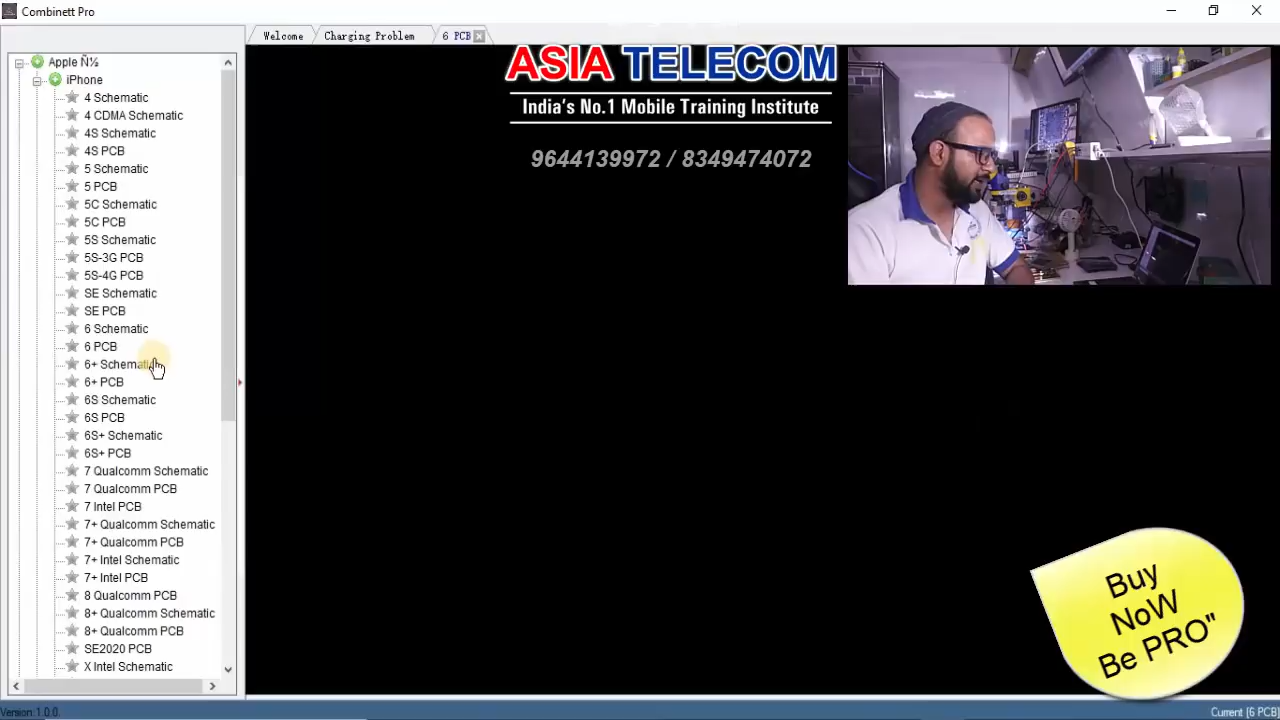 Combinett Pro
Welcome
Charging Problem
6 PCB
Apple Ñ½
iPhone
4 Schematic
4 CDMA Schematic
4S Schematic
4S PCB
5 Schematic
5 PCB
5C Schematic
5C PCB
5S Schematic
5S-3G PCB
5S-4G PCB
SE Schematic
SE PCB
6 Schematic
6 PCB
6+ Schematic
6+ PCB
6S Schematic
6S PCB
6S+ Schematic
6S+ PCB
7 Qualcomm Schematic
7 Qualcomm PCB
7 Intel PCB
7+ Qualcomm Schematic
7+ Qualcomm PCB
7+ Intel Schematic
7+ Intel PCB
8 Qualcomm PCB
8+ Qualcomm Schematic
8+ Qualcomm PCB
SE2020 PCB
X Intel Schematic
ASIA TELECOM
India's No.1 Mobile Training Institute
9644139972 / 8349474072
Buy
NoW
Be PRO"
Version:1.0.0.
Current [6 PCB]